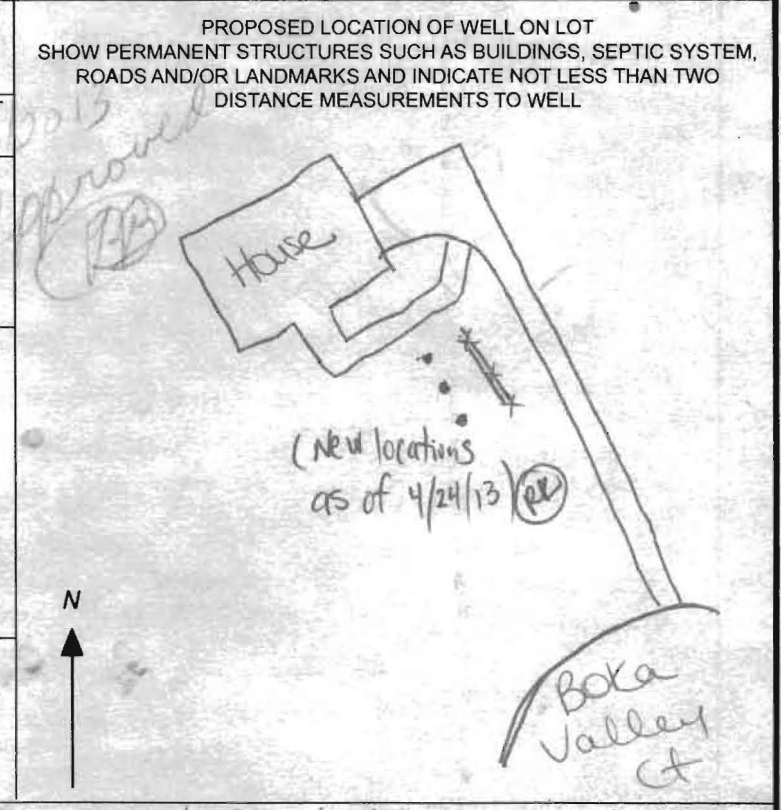 PROPOSED LOCATION OF WELL ON LOT
SHOW PERMANENT STRUCTURES SUCH AS BUILDINGS, SEPTIC SYSTEM,
ROADS AND/OR LANDMARKS AND INDICATE NOT LESS THAN TWO
DISTANCE MEASUREMENTS TO WELL
House
(New locations
as of 4/24/13)
N
Boka
Valley
Ct